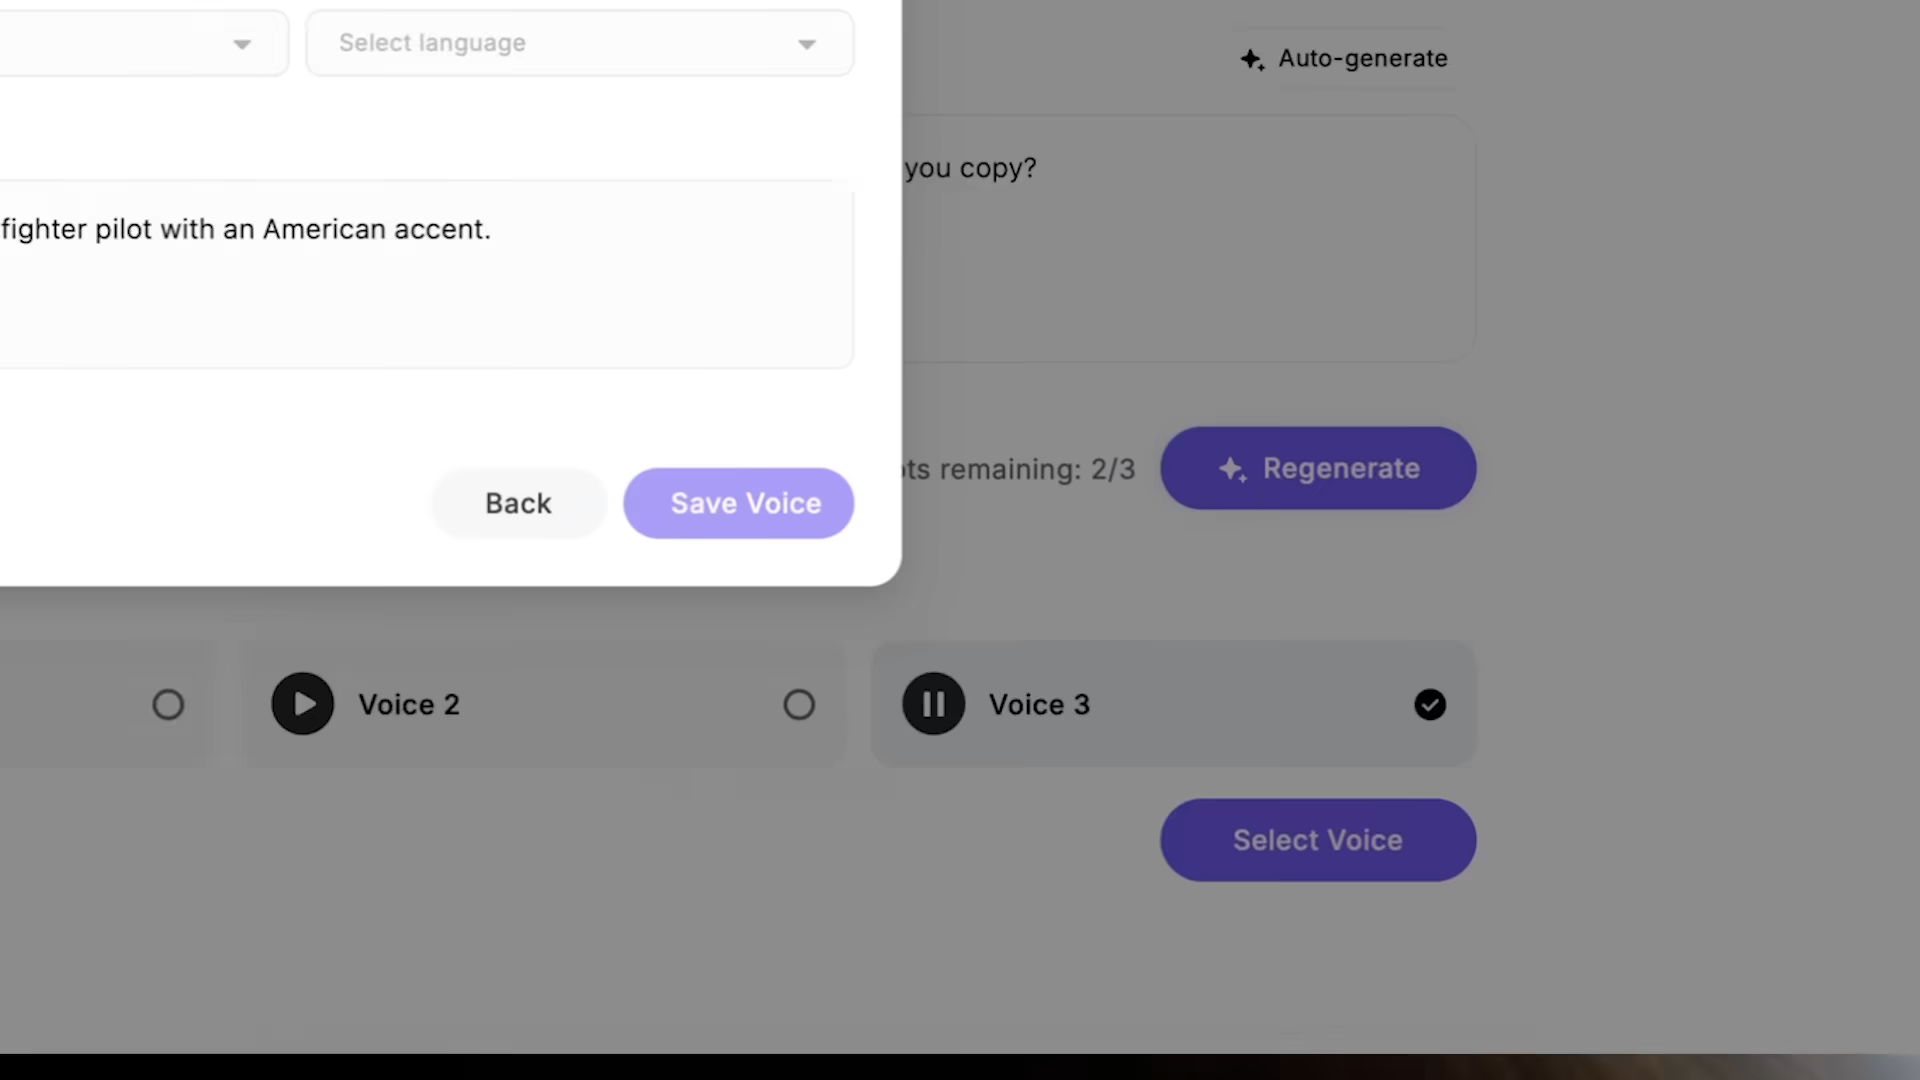 Select language
Auto-generate
you copy?
fighter pilot with an American accent.
remaining: 2/3
Regenerate
Back
Save Voice
Voice 2
Voice 3
Select Voice